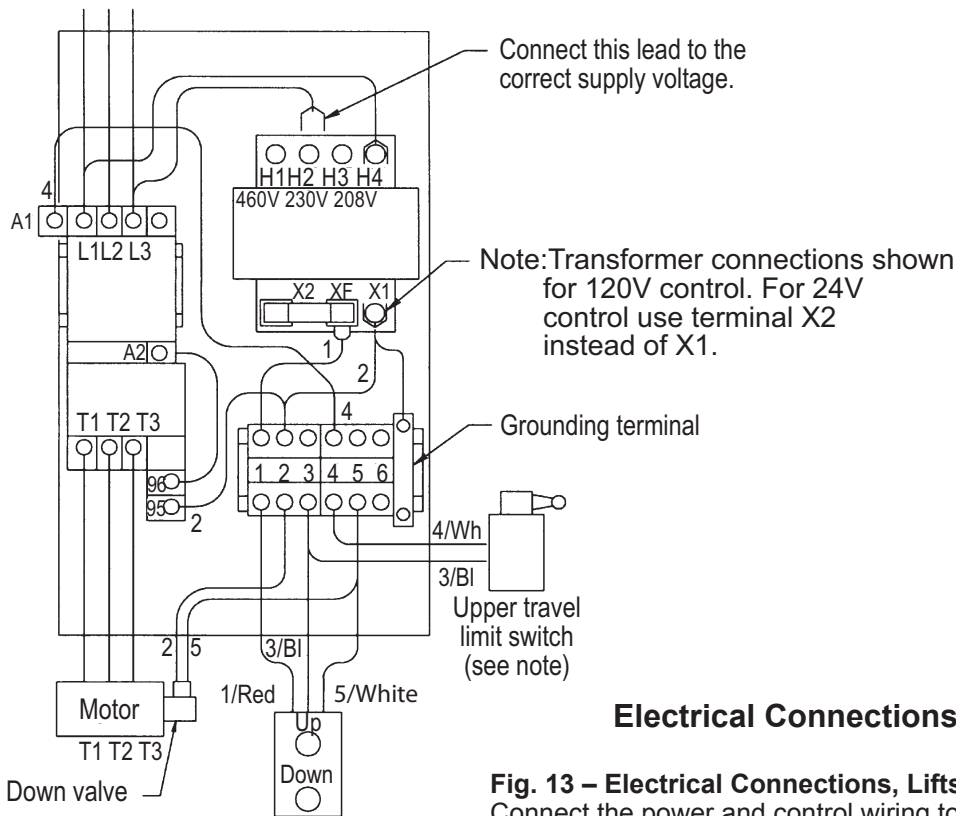 Connect this lead to the
correct supply voltage.
H1 H2 H3 H4
460V 230V 208V
4
A1
L1 L2 L3
X2 XF X1
Note:Transformer connections shown
for 120V control. For 24V
control use terminal X2
instead of X1.
1
A2
2
4
T1 T2 T3
Grounding terminal
1 2 3 4 5 6
96
95
2
4/Wh
3/Bl
Upper travel
limit switch
(see note)
2 5
3/Bl
1/Red
5/White
Motor
T1 T2 T3
Up
Down
Down valve
Electrical Connections
Fig. 13 – Electrical Connections, Lifts
Connect the power and control wiring to